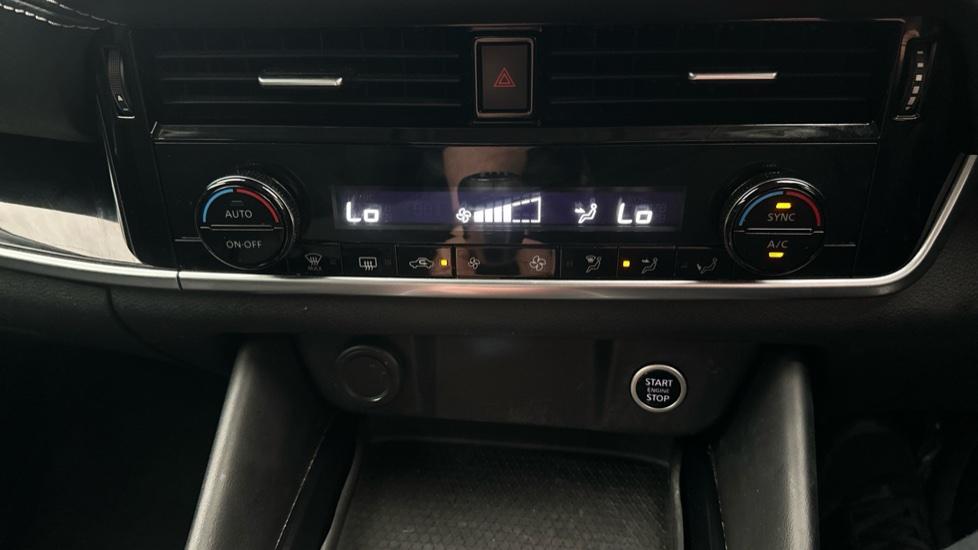 Lo
Lo
AUTO
ON·OFF
SYNC
A/C
MAX
START
ENGINE
STOP